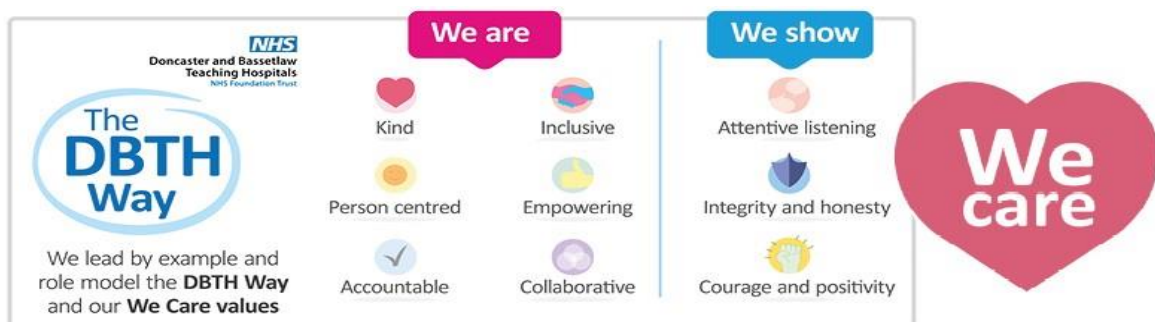 NHS
Doncaster and Bassetlaw
Teaching Hospitals
NHS Foundation Trust
The
DBTH
Way
We lead by example and
role model the DBTH Way
and our We Care values
We are
Kind
Inclusive
Person centred
Empowering
Accountable
Collaborative
We show
Attentive listening
Integrity and honesty
Courage and positivity
We
care